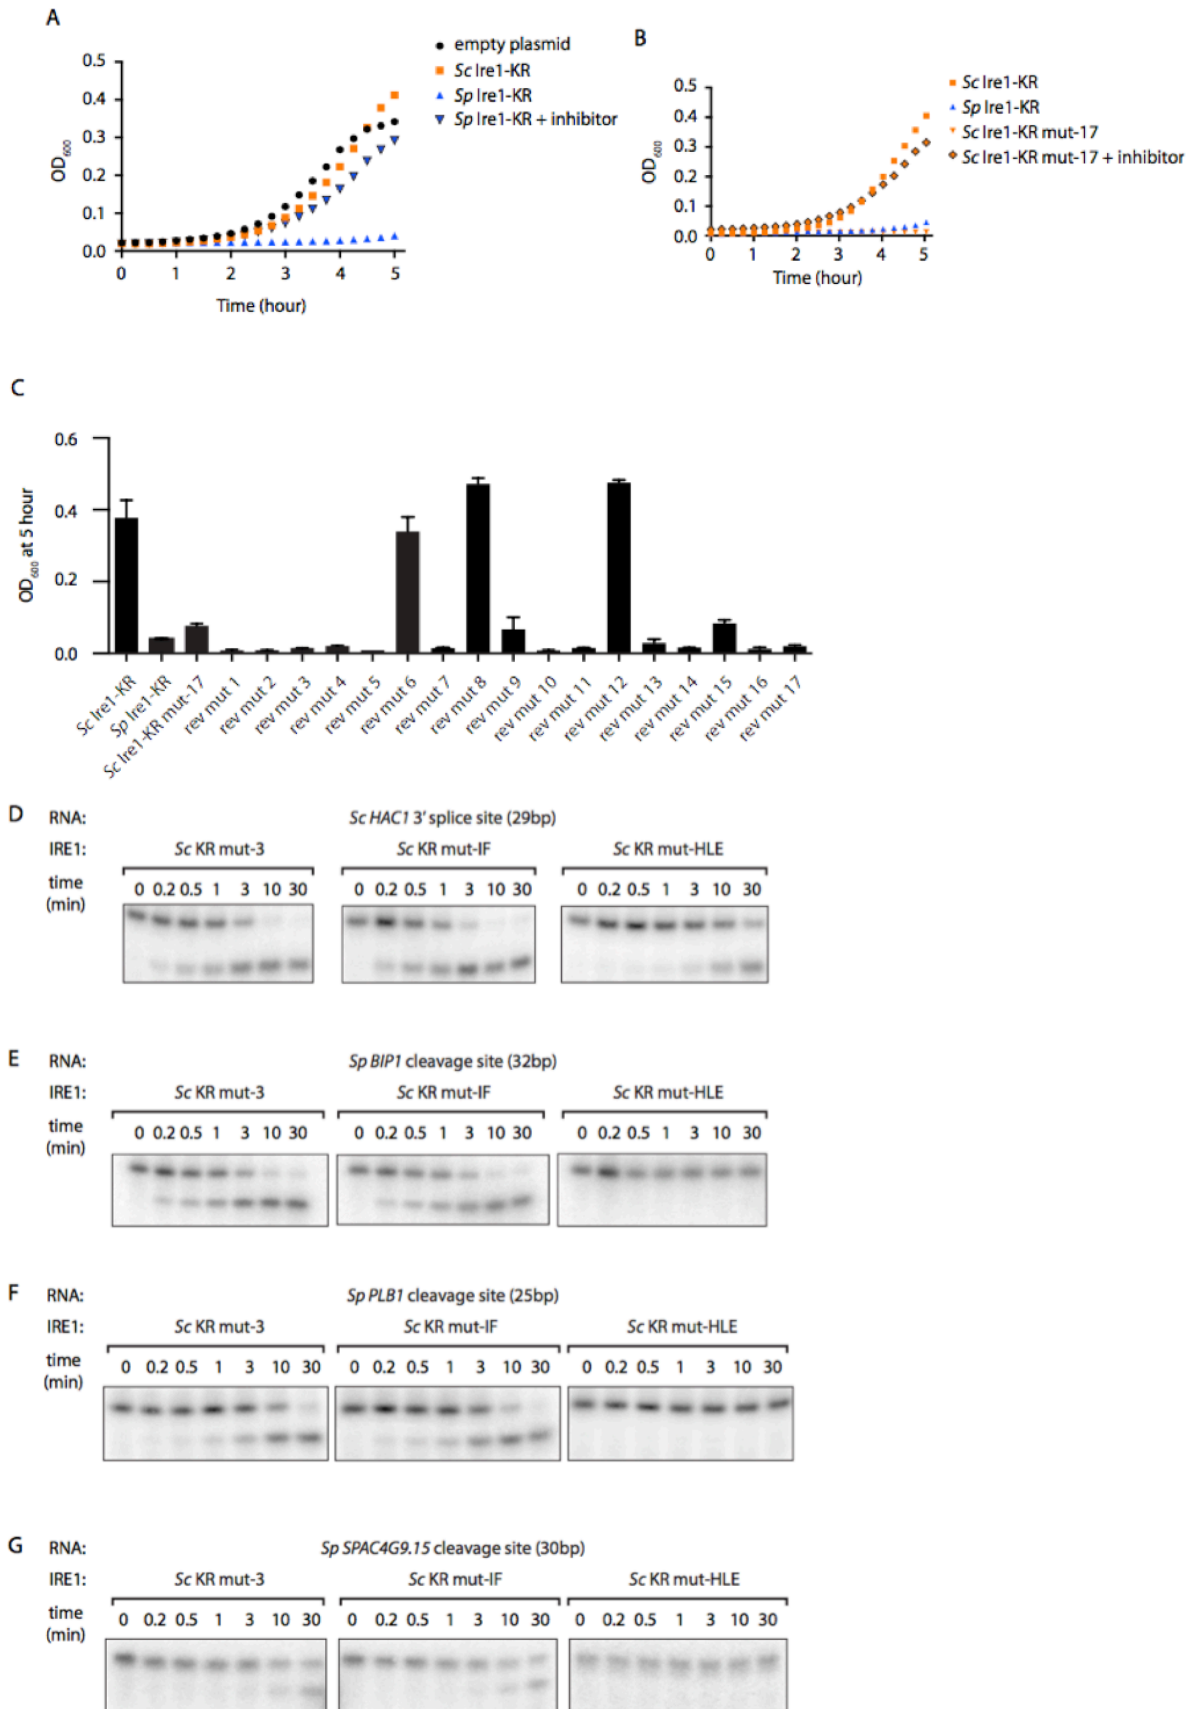 A
empty plasmid
Sc Ire1-KR
Sp Ire1-KR
Sp Ire1-KR + inhibitor
0.5
0.4
0.3
0.2
0.1
0.0
OD600
0 1 2 3 4 5
Time (hour)
B
Sc Ire1-KR
Sp Ire1-KR
Sc Ire1-KR mut-17
Sc Ire1-KR mut-17 + inhibitor
0.5
0.4
0.3
0.2
0.1
0.0
OD600
0 1 2 3 4 5
Time (hour)
C
0.6
0.4
0.2
0.0
OD600 at 5 hour
Sc Ire1-KR
Sp Ire1-KR
Sc Ire1-KR mut-17
rev mut 1
rev mut 2
rev mut 3
rev mut 4
rev mut 5
rev mut 6
rev mut 7
rev mut 8
rev mut 9
rev mut 10
rev mut 11
rev mut 12
rev mut 13
rev mut 14
rev mut 15
rev mut 16
rev mut 17
D RNA: Sc HAC1 3' splice site (29bp)
IRE1: Sc KR mut-3 Sc KR mut-IF Sc KR mut-HLE
time (min) 0 0.2 0.5 1 3 10 30 0 0.2 0.5 1 3 10 30 0 0.2 0.5 1 3 10 30
E RNA: Sp BIP1 cleavage site (32bp)
IRE1: Sc KR mut-3 Sc KR mut-IF Sc KR mut-HLE
time (min) 0 0.2 0.5 1 3 10 30 0 0.2 0.5 1 3 10 30 0 0.2 0.5 1 3 10 30
F RNA: Sp PLB1 cleavage site (25bp)
IRE1: Sc KR mut-3 Sc KR mut-IF Sc KR mut-HLE
time (min) 0 0.2 0.5 1 3 10 30 0 0.2 0.5 1 3 10 30 0 0.2 0.5 1 3 10 30
G RNA: Sp SPAC4G9.15 cleavage site (30bp)
IRE1: Sc KR mut-3 Sc KR mut-IF Sc KR mut-HLE
time (min) 0 0.2 0.5 1 3 10 30 0 0.2 0.5 1 3 10 30 0 0.2 0.5 1 3 10 30